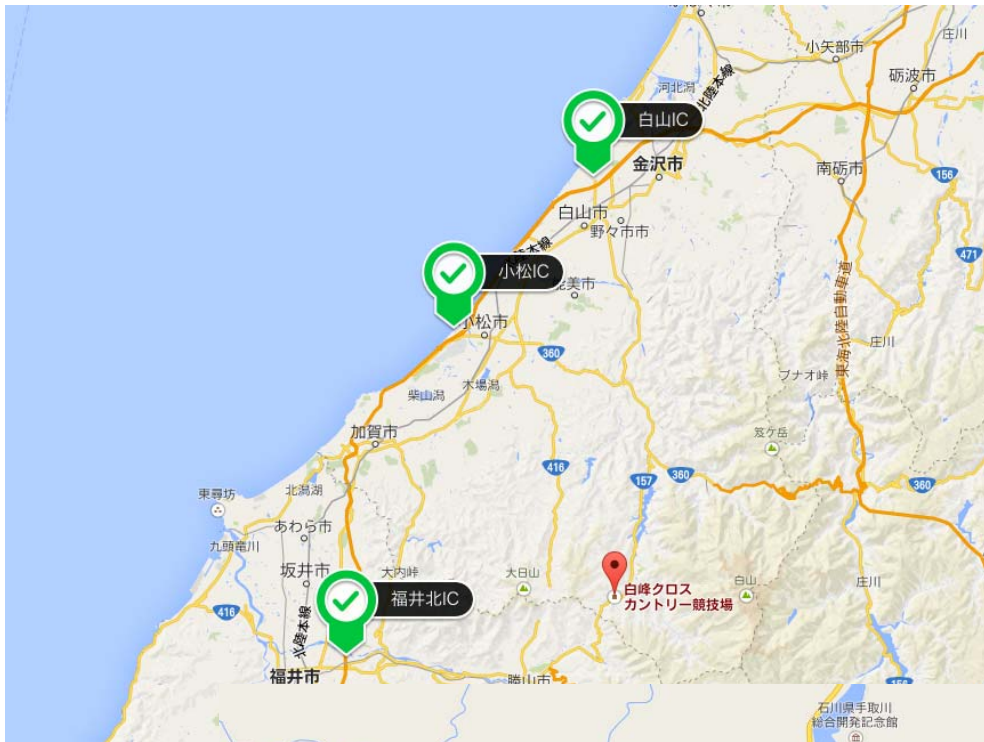 小矢部市
庄川
砺波市
河北潟
北陸本線
白山IC
金沢市
南砺市
156
白山市
野々市市
471
小松IC
能美市
小松市
東海北陸自動車道
庄川
360
ブナオ峠
木場潟
柴山潟
加賀市
笈ケ岳
416
157
360
360
東尋坊
北潟湖
あわら市
九頭竜川
坂井市
大内峠
大日山
白峰クロス
カントリー競技場
白山
庄川
福井北IC
416
北陸本線
福井市
勝山市
156
石川県手取川
総合開発記念館